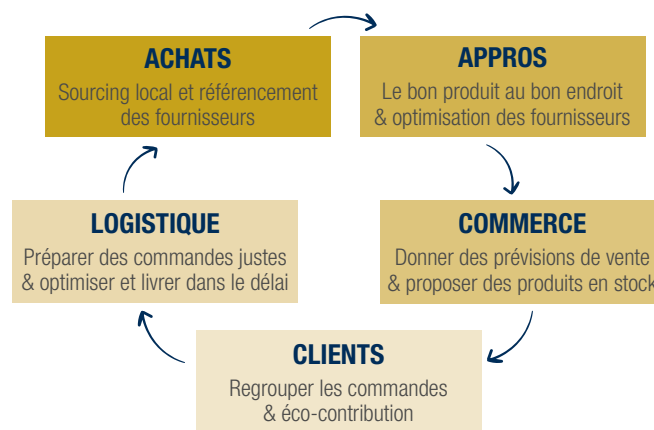 ACHATS
Sourcing local et référencement
des fournisseurs
APPROS
Le bon produit au bon endroit
& optimisation des fournisseurs
COMMERCE
Donner des prévisions de vente
& proposer des produits en stock
CLIENTS
Regrouper les commandes
& éco-contribution
LOGISTIQUE
Préparer des commandes justes
& optimiser et livrer dans le délai